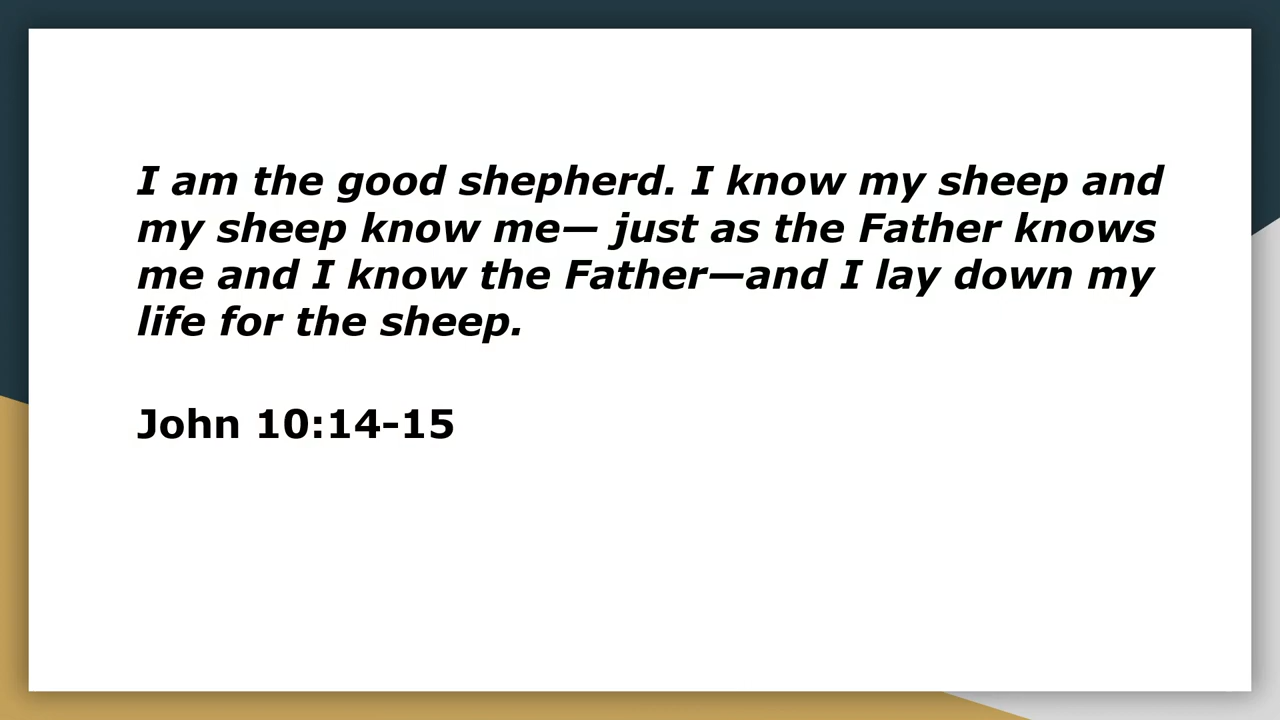 I am the good shepherd. I know my sheep and
my sheep know me— just as the Father knows
me and I know the Father—and I lay down my
life for the sheep.
John 10:14-15